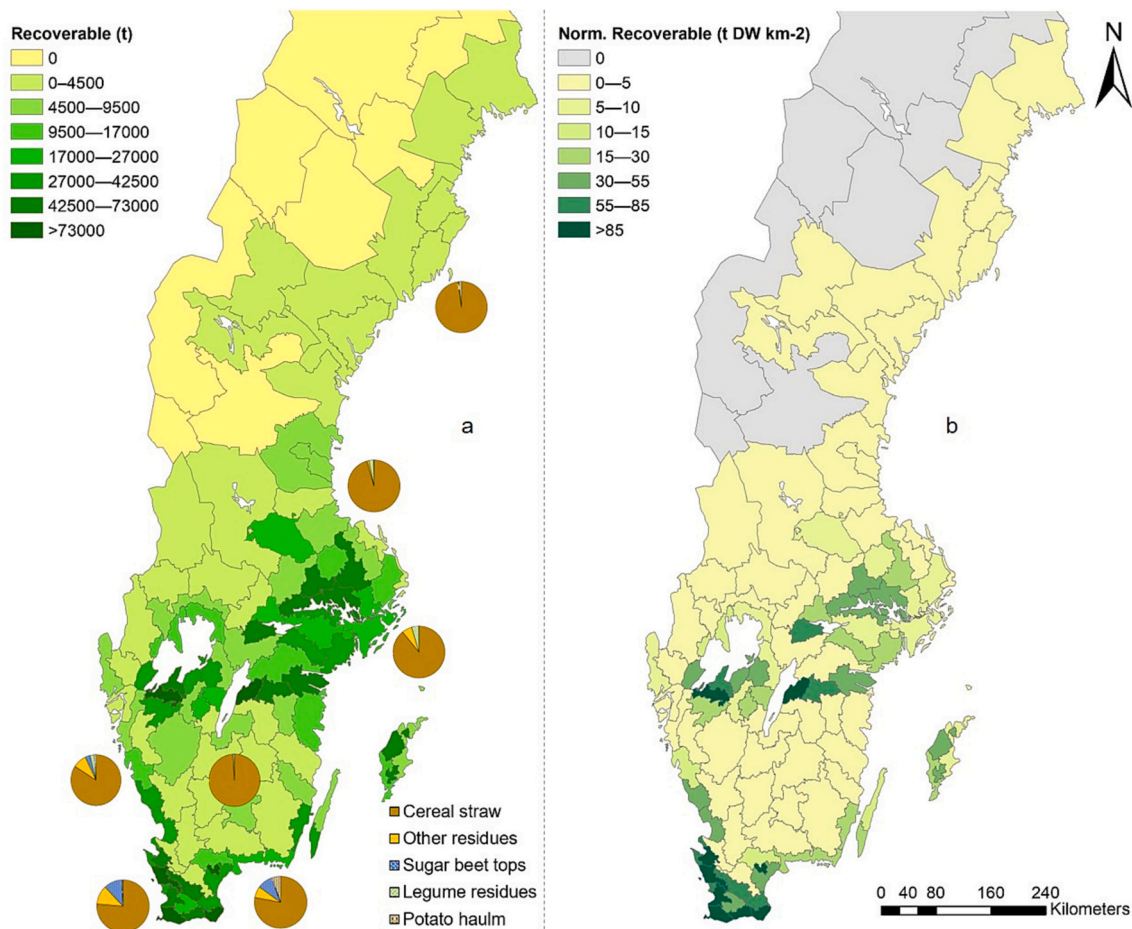 Recoverable (t)
0
0–4500
4500—9500
9500—17000
17000—27000
27000—42500
42500—73000
>73000
a
Cereal straw
Other residues
Sugar beet tops
Legume residues
Potato haulm
Norm. Recoverable (t DW km-2)
0
0—5
5—10
10—15
15—30
30—55
55—85
>85
N
b
0 40 80 160 240
Kilometers